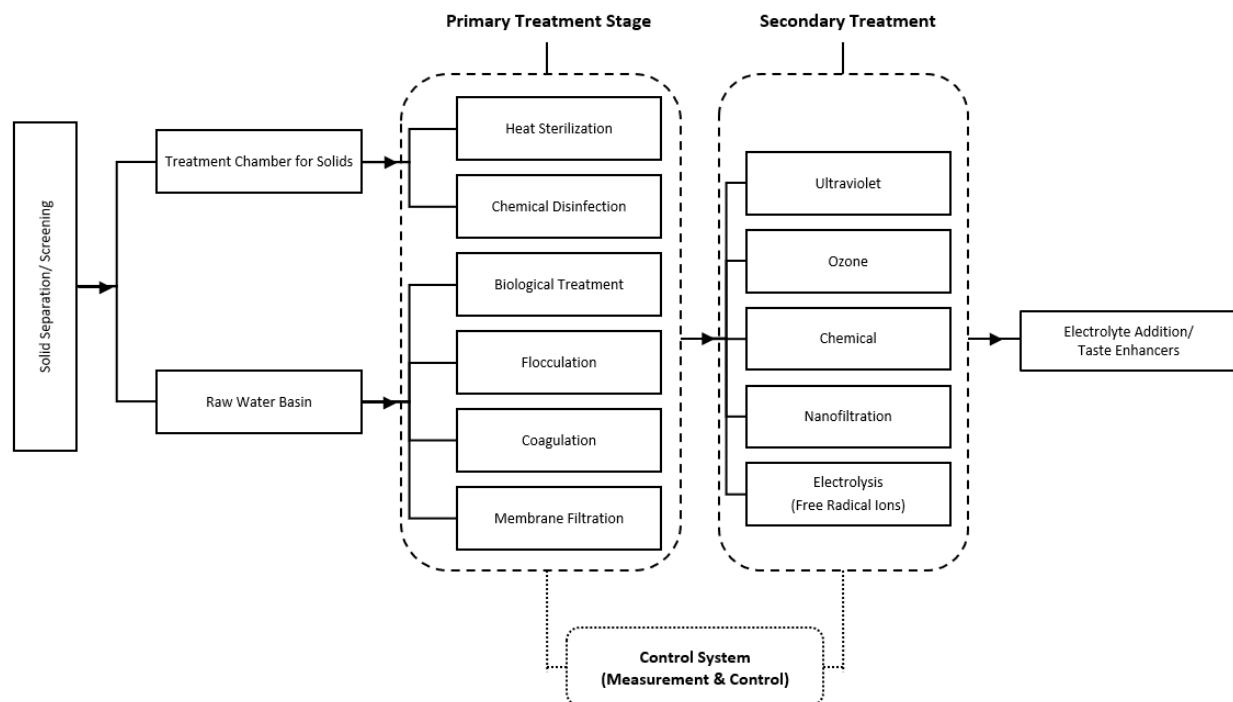 Primary Treatment Stage
Secondary Treatment
Solid Separation/ Screening
Treatment Chamber for Solids
Raw Water Basin
Heat Sterilization
Chemical Disinfection
Biological Treatment
Flocculation
Coagulation
Membrane Filtration
Ultraviolet
Ozone
Chemical
Nanofiltration
Electrolysis
(Free Radical Ions)
Electrolyte Addition/
Taste Enhancers
Control System
(Measurement & Control)